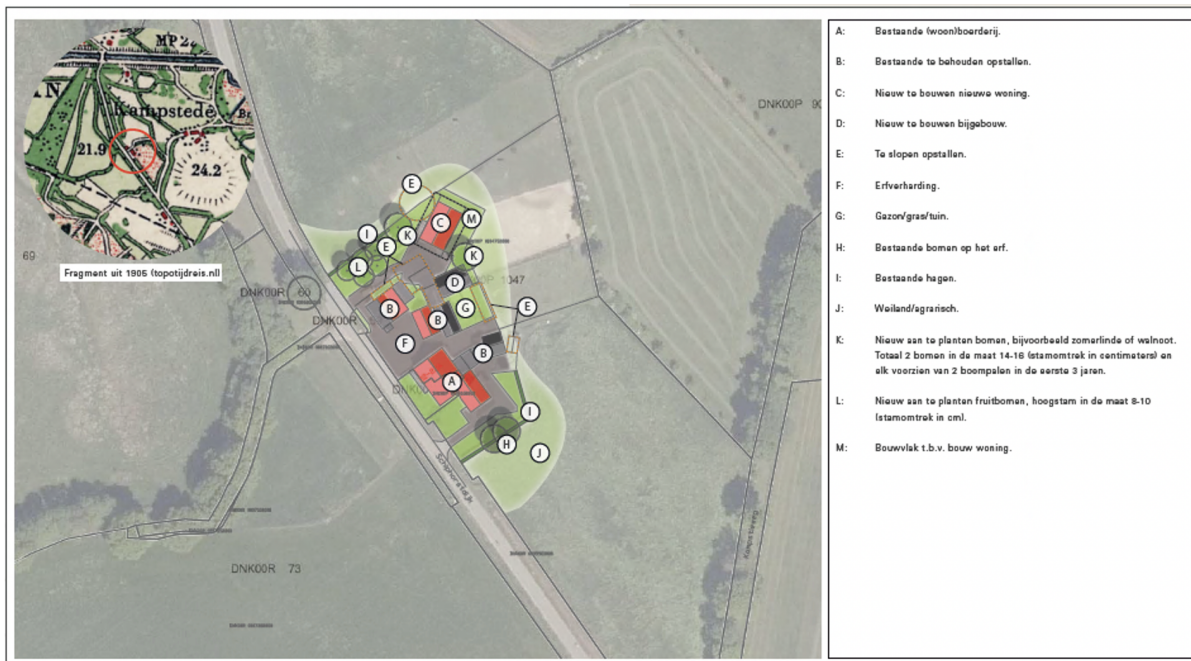 MP 2
N
Kampstede
Br
21.9
24.2
Fragment uit 1905 (topotijdreis.nl)
69
DNK00P 90
E
C
M
I
K
E
L
K
D
1047
DNK00R 60
B
G
E
DNK00R
B
F
B
A
I
H
J
Schiphorstdijk
DNK00R 73
A: Bestaande (woon)boerderij.
B: Bestaande te behouden opstallen.
C: Nieuw te bouwen nieuwe woning.
D: Nieuw te bouwen bijgebouw.
E: Te slopen opstallen.
F: Erfverharding.
G: Gazon/gras/tuin.
H: Bestaande bomen op het erf.
I: Bestaande hagen.
J: Weiland/agrarisch.
K: Nieuw aan te planten bomen, bijvoorbeeld zomerlinde of walnoot.
Totaal 2 bomen in de maat 14-16 (stamomtrek in centimeters) en
elk voorzien van 2 boompalen in de eerste 3 jaren.
L: Nieuw aan te planten fruitbomen, hoogstam in de maat 8-10
(stamomtrek in cm).
M: Bouwvlak t.b.v. bouw woning.